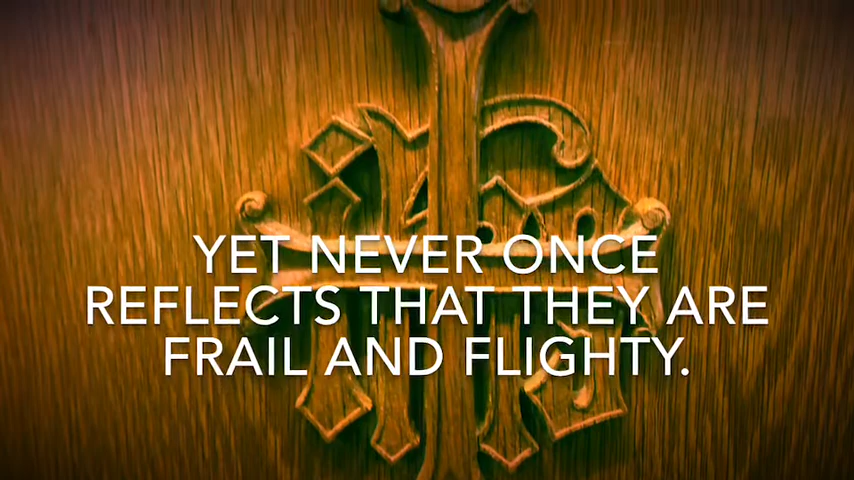 YET NEVER ONCE
REFLECTS THAT THEY ARE
FRAIL AND FLIGHTY.